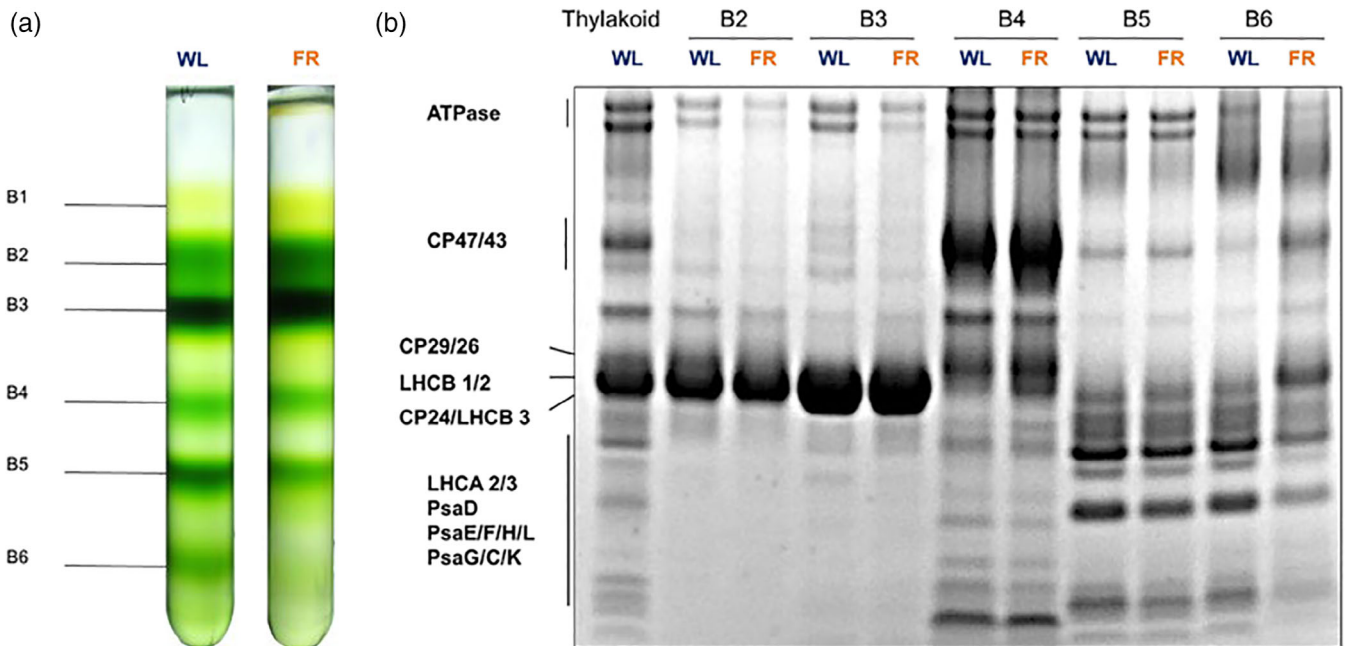 (a)
WL FR
B1
B2
B3
B4
B5
B6
(b)
Thylakoid B2 B3 B4 B5 B6
WL WL FR WL FR WL FR WL FR WL FR
ATPase
CP47/43
CP29/26
LHCB 1/2
CP24/LHCB 3
LHCA 2/3
PsaD
PsaE/F/H/L
PsaG/C/K